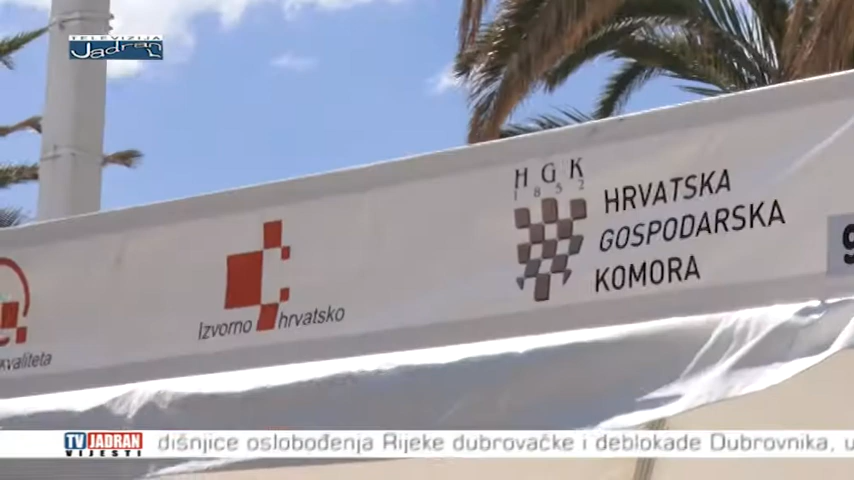 TELEVIZIJA
Jadran
HGK
1852
HRVATSKA
GOSPODARSKA
KOMORA
9
Izvorno hrvatsko
kvaliteta
TV JADRAN
VIJESTI
dišnjice oslobođenja Rijeke dubrovačke i deblokade Dubrovnika, u